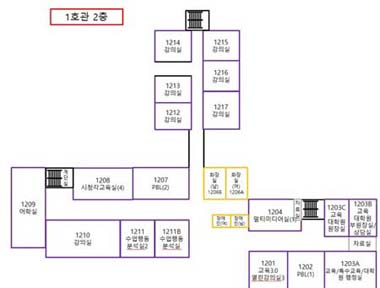 1호관 2층
1214
강의실
1215
강의실
1216
강의실
1213
강의실
1212
강의실
1217
강의실
1209
어학실
1208
시청각교육실(4)
1207
PBL(2)
화장
실
(남)
1206B
화장
실
(여)
1206A
1210
강의실
1211
수업행동
분석실2
1211B
수업행동
분석실
장애
인(여)
장애
인(남)
1204
멀티미디어실(1)
자료
실
1203C
교육
대학원
원장실
1203B
교육
대학원
부원장실/
상담실
자료실
1201
교육3.0
열린강의실3
1202
PBL(1)
1203A
교육/특수교육/대학
원 행정실